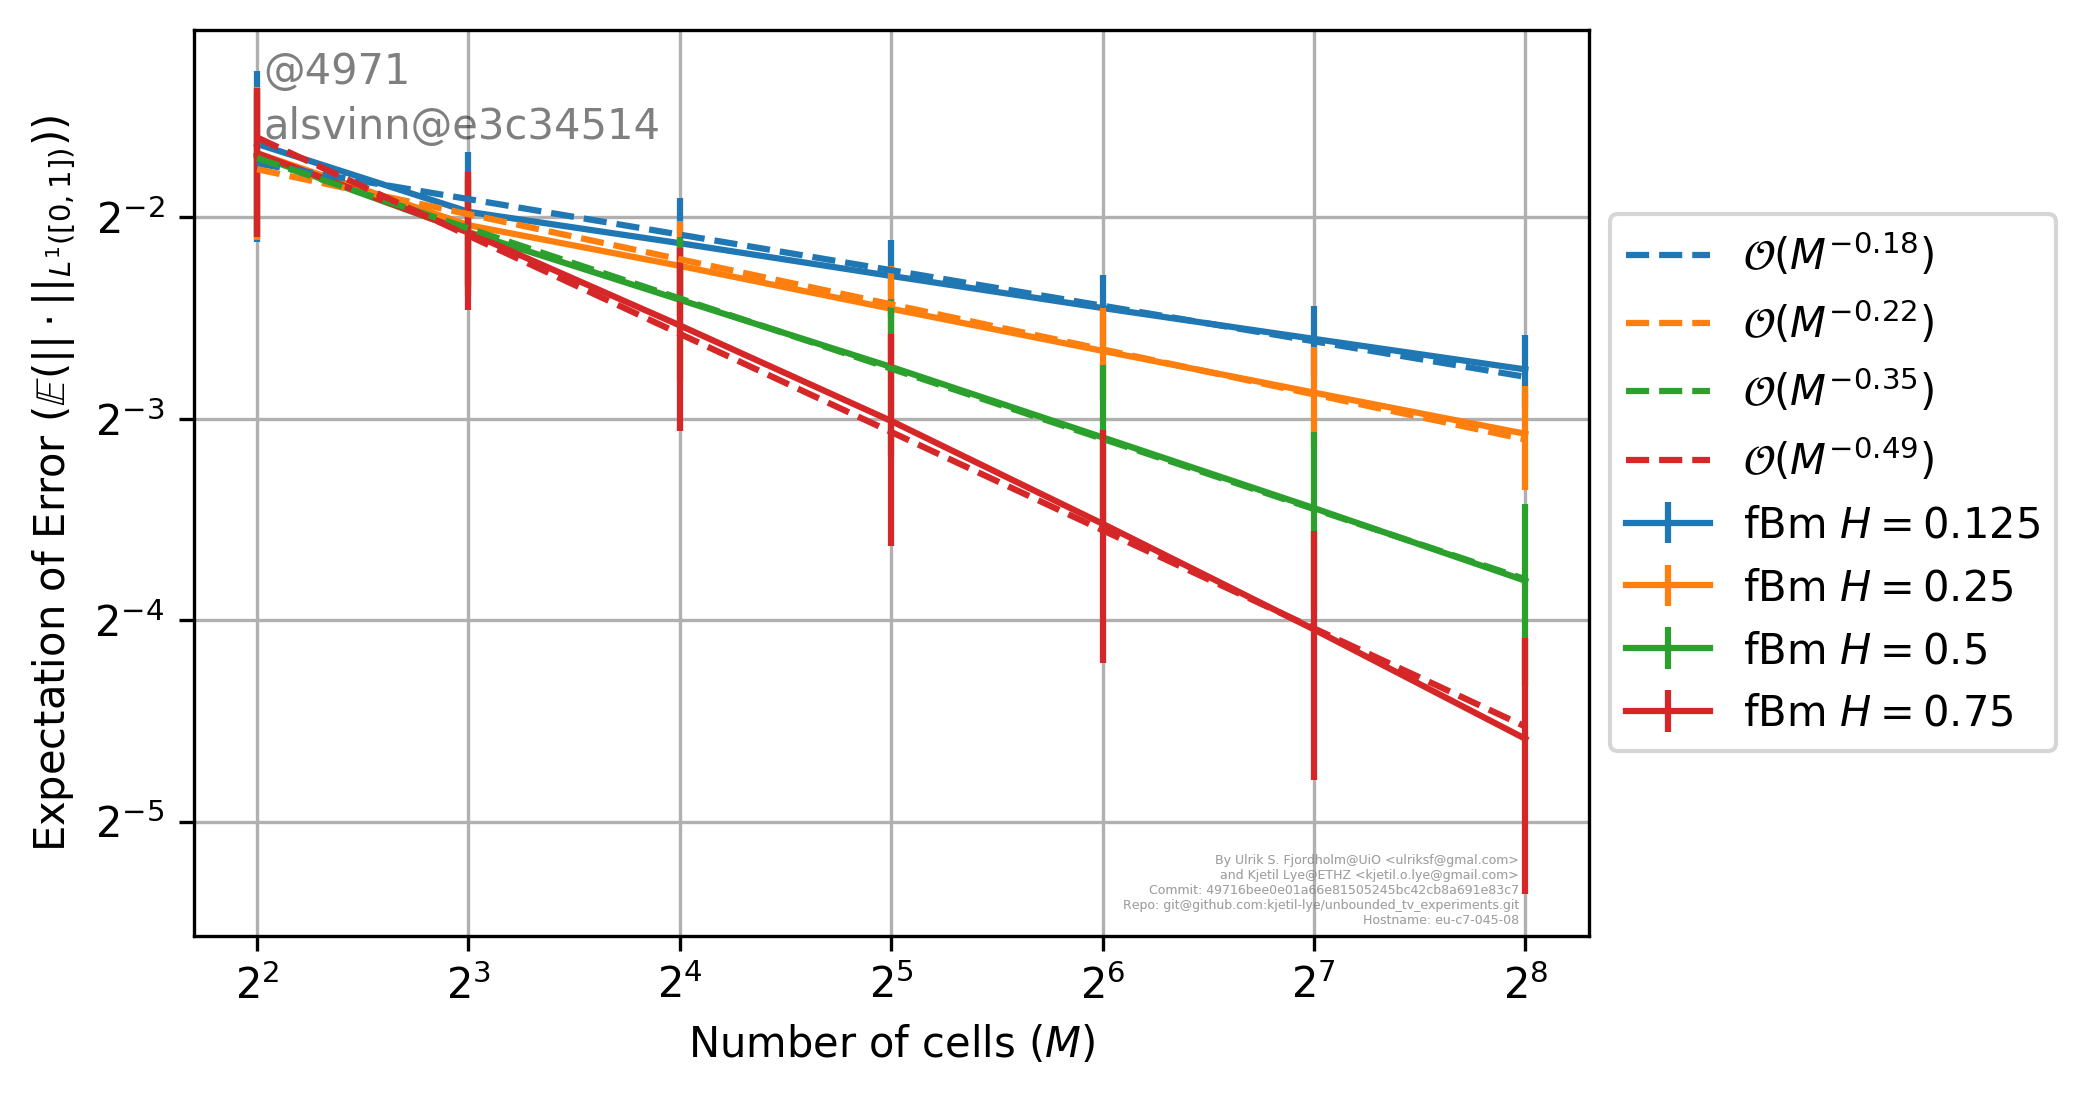 @4971
alsvinn@e3c34514
Expectation of Error (𝔼(|| · ||_{L^1([0,1])}))
2^{-2}
2^{-3}
2^{-4}
2^{-5}
By Ulrik S. Fjordholm@UiO <ulriksf@gmal.com>
and Kjetil Lye@ETHZ <kjetil.o.lye@gmail.com>
Commit: 49716bee0e01a66e81505245bc42cb8a691e83c7
Repo: git@github.com:kjetil-lye/unbounded_tv_experiments.git
Hostname: eu-c7-045-08
2^2 2^3 2^4 2^5 2^6 2^7 2^8
Number of cells (M)
𝒪(M^{-0.18})
𝒪(M^{-0.22})
𝒪(M^{-0.35})
𝒪(M^{-0.49})
fBm H = 0.125
fBm H = 0.25
fBm H = 0.5
fBm H = 0.75